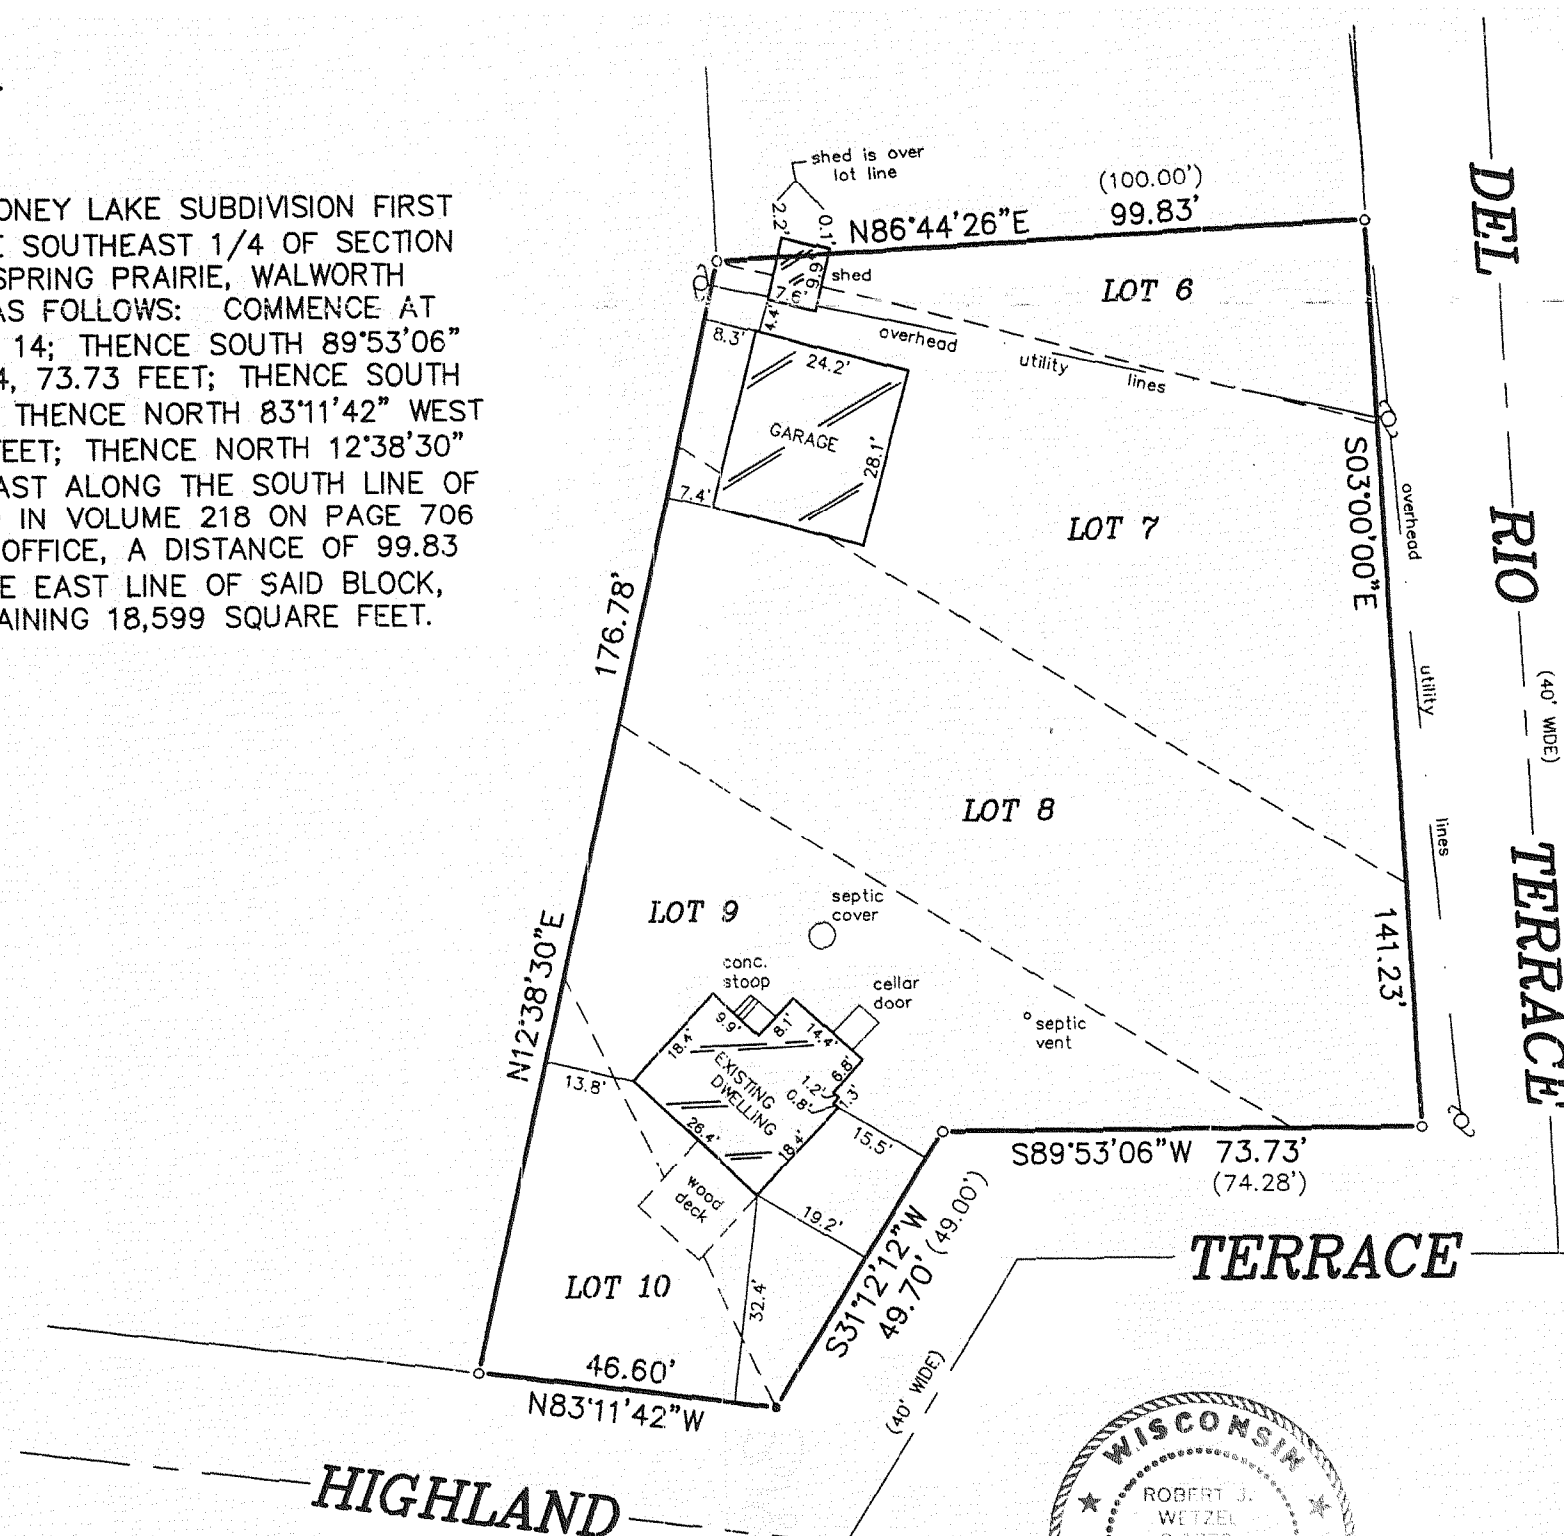 ONEY LAKE SUBDIVISION FIRST
E SOUTHEAST 1/4 OF SECTION
SPRING PRAIRIE, WALWORTH
AS FOLLOWS: COMMENCE AT
14; THENCE SOUTH 89°53'06"
4, 73.73 FEET; THENCE SOUTH
THENCE NORTH 83°11'42" WEST
FEET; THENCE NORTH 12°38'30"
AST ALONG THE SOUTH LINE OF
IN VOLUME 218 ON PAGE 706
OFFICE, A DISTANCE OF 99.83
E EAST LINE OF SAID BLOCK,
AINING 18,599 SQUARE FEET.
shed is over
lot line
2.2'
0.1'
(100.00')
N86°44'26"E 99.83'
6.6'
shed
7.6'
4.4'
8.3'
LOT 6
overhead
utility
lines
24.2'
GARAGE
28.1'
7.4'
LOT 7
S03°00'00"E
141.23'
overhead
utility
lines
DEL RIO TERRACE
(40' WIDE)
176.78'
N12°38'30"E
LOT 8
LOT 9
septic
cover
conc.
stoop
cellar
door
septic
vent
18.4'
9.9'
8.1'
14.4'
6.8'
1.2'
0.8'
1.3'
EXISTING
DWELLING
13.8'
26.4'
18.4'
15.5'
19.2'
wood
deck
32.4'
LOT 10
S89°53'06"W 73.73'
(74.28')
S31°12'12"W
49.70' (49.00')
TERRACE
(40' WIDE)
46.60'
N83°11'42"W
HIGHLAND
WISCONSIN
ROBERT J.
WETZEL